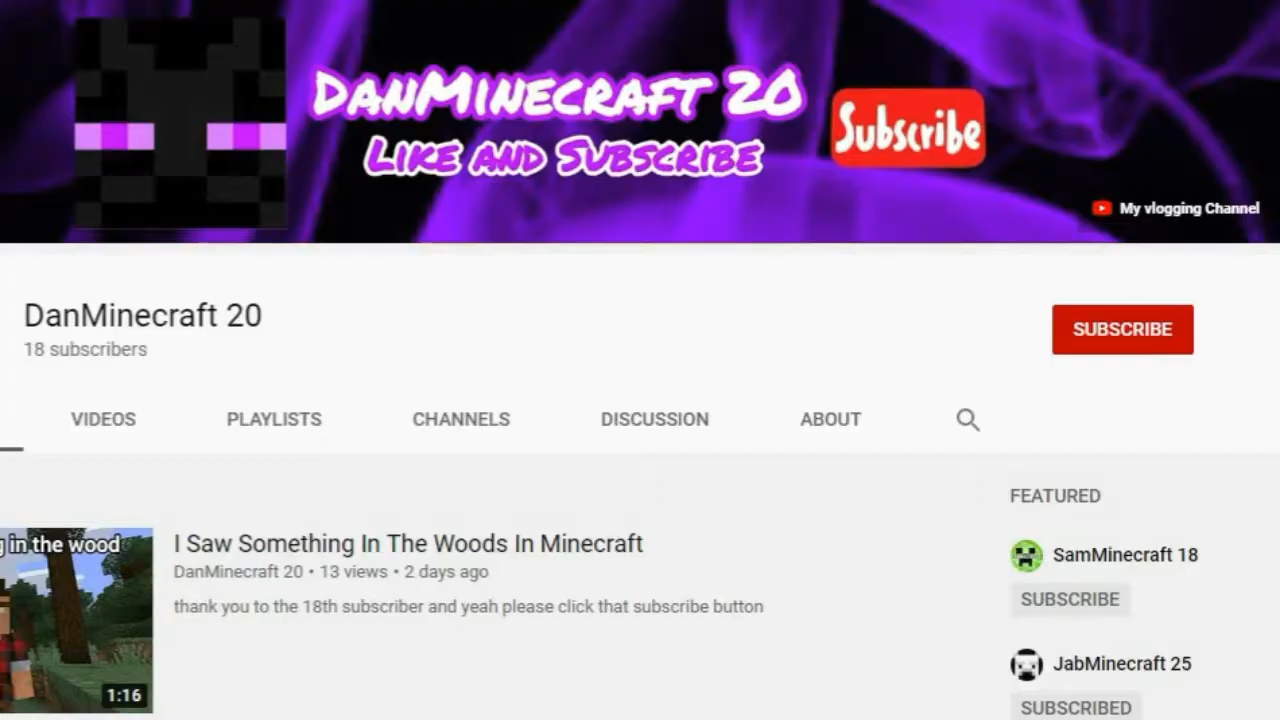 DanMinecraft 20
Like and Subscribe
Subscribe
My vlogging Channel
DanMinecraft 20
18 subscribers
SUBSCRIBE
VIDEOS PLAYLISTS CHANNELS DISCUSSION ABOUT
FEATURED
in the wood
I Saw Something In The Woods In Minecraft
DanMinecraft 20 • 13 views • 2 days ago
thank you to the 18th subscriber and yeah please click that subscribe button
1:16
SamMinecraft 18
SUBSCRIBE
JabMinecraft 25
SUBSCRIBED